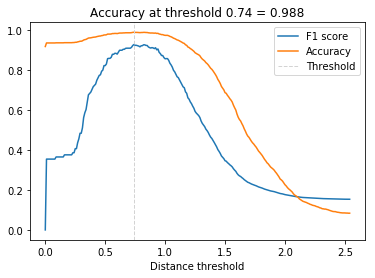 Accuracy at threshold 0.74 = 0.988
1.0
0.8
0.6
0.4
0.2
0.0
F1 score
Accuracy
Threshold
0.0 0.5 1.0 1.5 2.0 2.5
Distance threshold